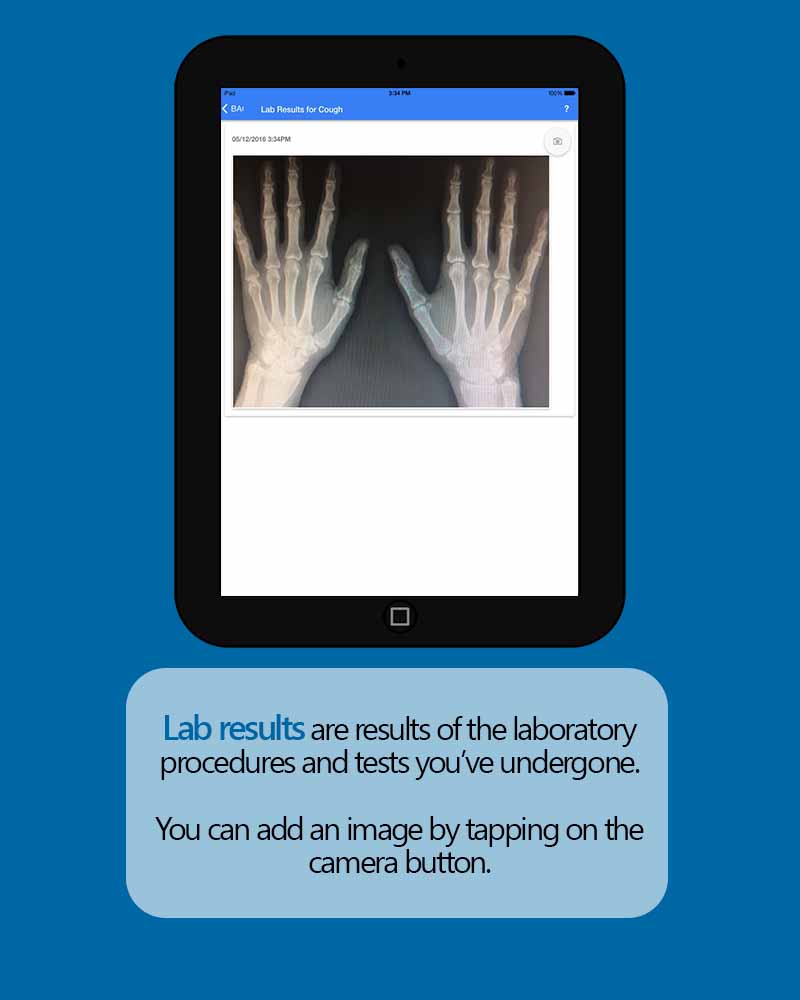 iPad 3:34 PM 100%
BAC Lab Results for Cough ?
05/12/2016 3:34PM
Lab results are results of the laboratory
procedures and tests you've undergone.
You can add an image by tapping on the
camera button.